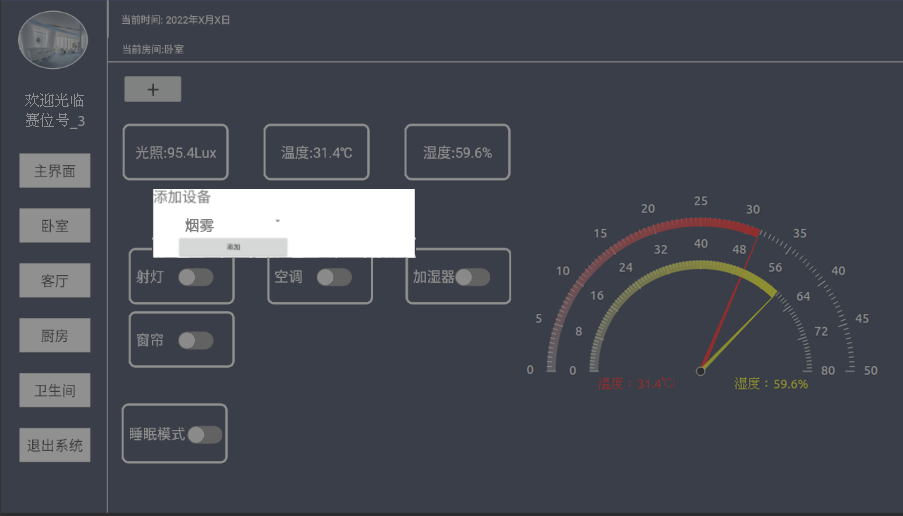 当前时间: 2022年X月X日
当前房间:卧室
欢迎光临
赛位号_3
主界面
卧室
客厅
厨房
卫生间
退出系统
+
光照:95.4Lux
温度:31.4℃
湿度:59.6%
添加设备
烟雾
添加
射灯
空调
加湿器
窗帘
睡眠模式
0
5
10
15
20
25
30
35
40
45
50
0
8
16
24
32
40
48
56
64
72
80
温度：31.4℃
湿度：59.6%